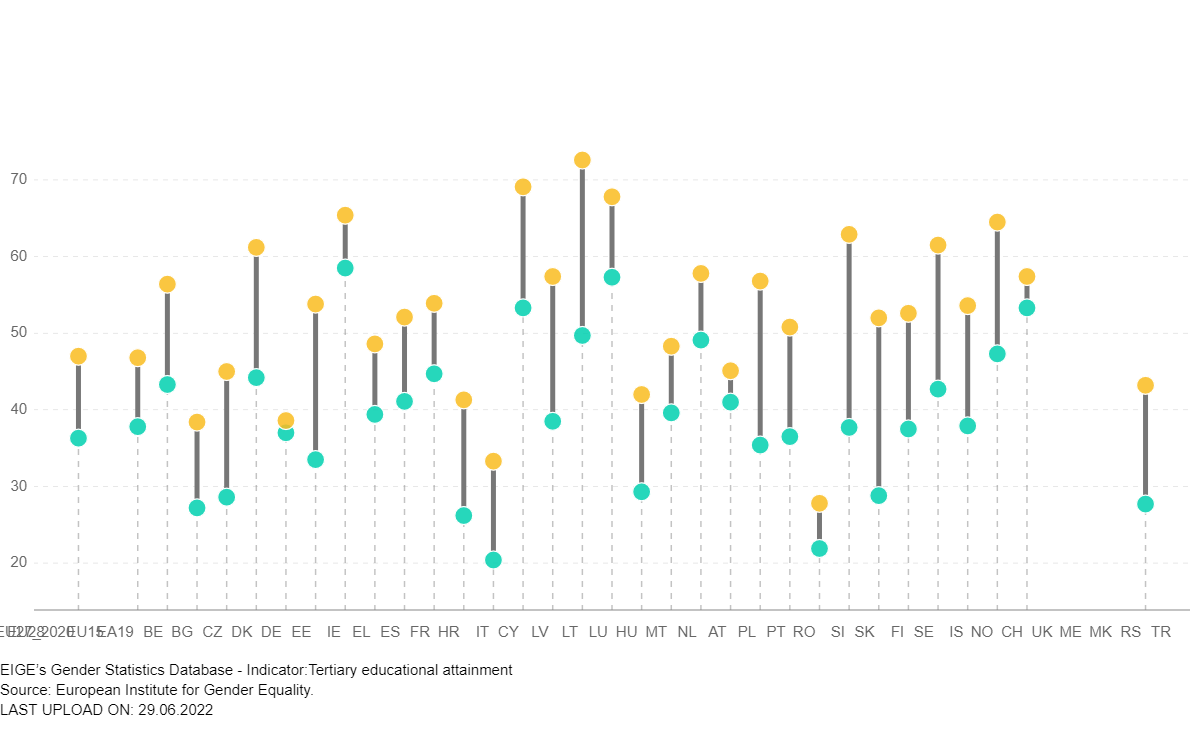 70
60
50
40
30
20
EU15 EA19 BE BG CZ DK DE EE IE EL ES FR HR IT CY LV LT LU HU MT NL AT PL PT RO SI SK FI SE IS NO CH UK ME MK RS TR
EIGE's Gender Statistics Database - Indicator:Tertiary educational attainment
Source: European Institute for Gender Equality.
LAST UPLOAD ON: 29.06.2022